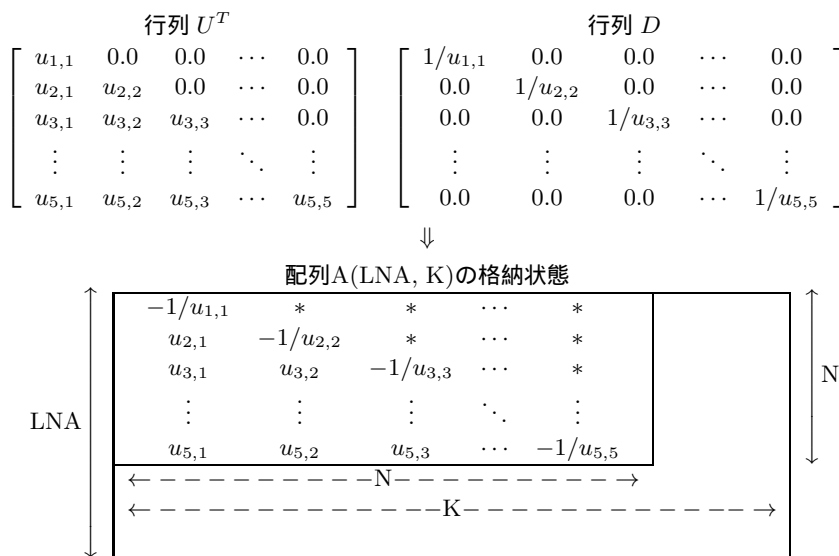 行列 U^T 行列 D
u_{1,1} 0.0 0.0 ⋯ 0.0 1/u_{1,1} 0.0 0.0 ⋯ 0.0
u_{2,1} u_{2,2} 0.0 ⋯ 0.0 0.0 1/u_{2,2} 0.0 ⋯ 0.0
u_{3,1} u_{3,2} u_{3,3} ⋯ 0.0 0.0 0.0 1/u_{3,3} ⋯ 0.0
⋮ ⋮ ⋮ ⋱ ⋮ ⋮ ⋮ ⋮ ⋱ ⋮
u_{5,1} u_{5,2} u_{5,3} ⋯ u_{5,5} 0.0 0.0 0.0 ⋯ 1/u_{5,5}
⇓
配列A(LNA, K)の格納状態
−1/u_{1,1} * * ⋯ *
u_{2,1} −1/u_{2,2} * ⋯ *
u_{3,1} u_{3,2} −1/u_{3,3} ⋯ *
N
⋮ ⋮ ⋮ ⋱ ⋮
LNA
u_{5,1} u_{5,2} u_{5,3} ⋯ −1/u_{5,5}
N
K